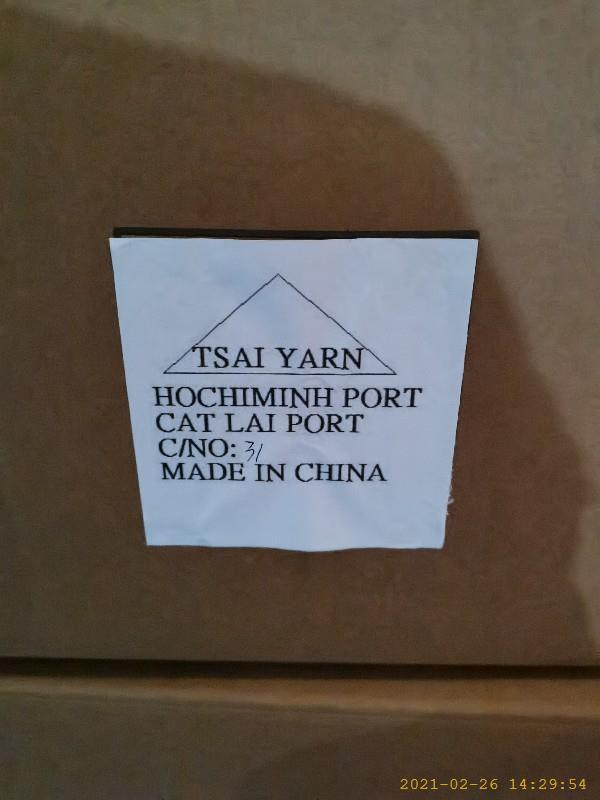 TSAI YARN
HOCHIMINH PORT
CAT LAI PORT
C/NO: 31
MADE IN CHINA
2021-02-26 14:29:54